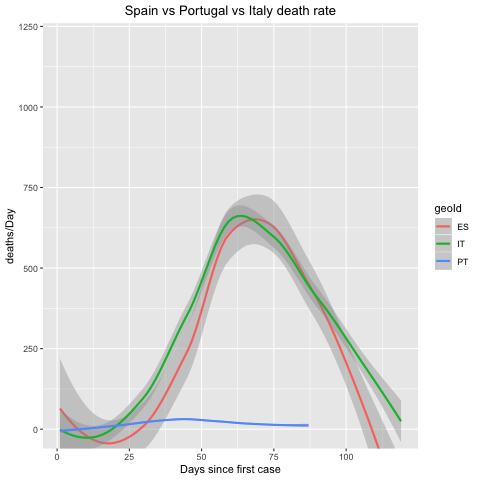 Spain vs Portugal vs Italy death rate
1250
1000
750
500
250
0
deaths/Day
0 25 50 75 100
Days since first case
geoId
ES
IT
PT